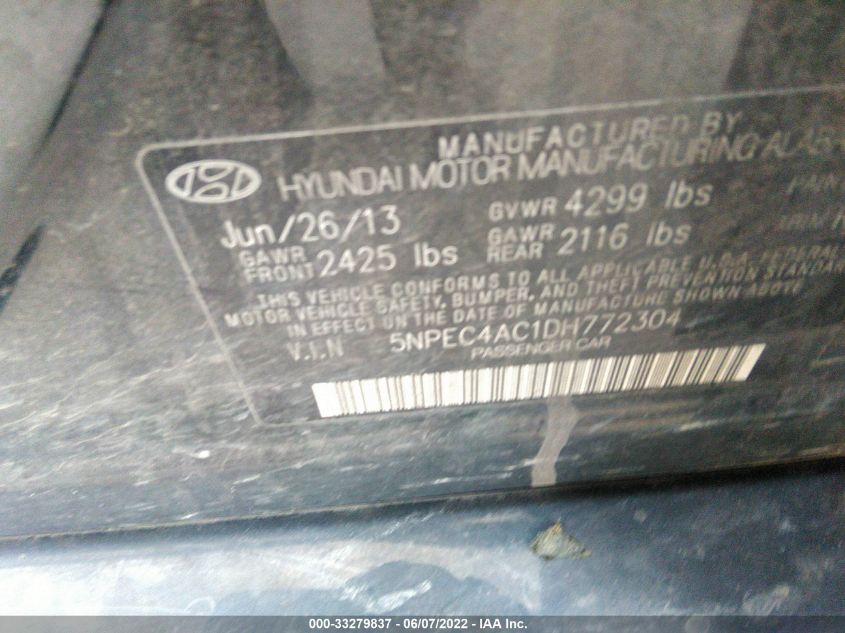 MANUFACTURED BY
HYUNDAI MOTOR MANUFACTURING
Jun/26/13 GVWR 4299 lbs
GAWR FRONT 2425 lbs GAWR REAR 2116 lbs
THIS VEHICLE CONFORMS TO ALL APPLICABLE U.S.A. FEDERAL
MOTOR VEHICLE SAFETY, BUMPER, AND THEFT PREVENTION STANDAR
IN EFFECT ON THE DATE OF MANUFACTURE SHOWN ABOVE
V.I.N 5NPEC4AC1DH772304
PASSENGER CAR
000-33279837 - 06/07/2022 - IAA Inc.